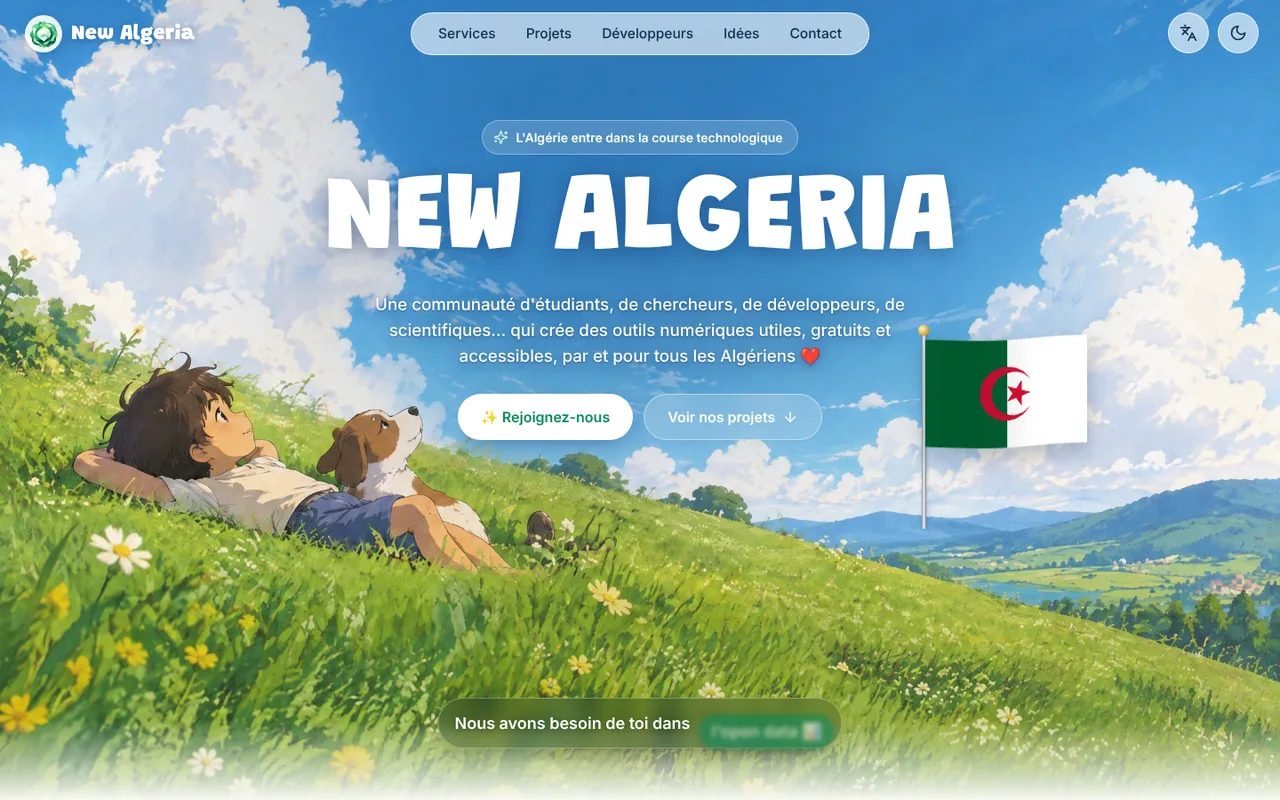 New Algeria
Services
Projets
Développeurs
Idées
Contact
L'Algérie entre dans la course technologique
NEW ALGERIA
Une communauté d'étudiants, de chercheurs, de développeurs, de
scientifiques... qui crée des outils numériques utiles, gratuits et
accessibles, par et pour tous les Algériens ❤️
✨ Rejoignez-nous
Voir nos projets ↓
Nous avons besoin de toi dans l'open data